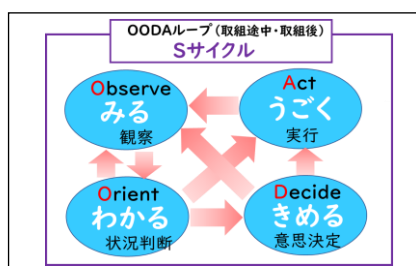 OODAループ(取組途中・取組後)
Sサイクル
Observe
みる
観察
Act
うごく
実行
Orient
わかる
状況判断
Decide
きめる
意思決定